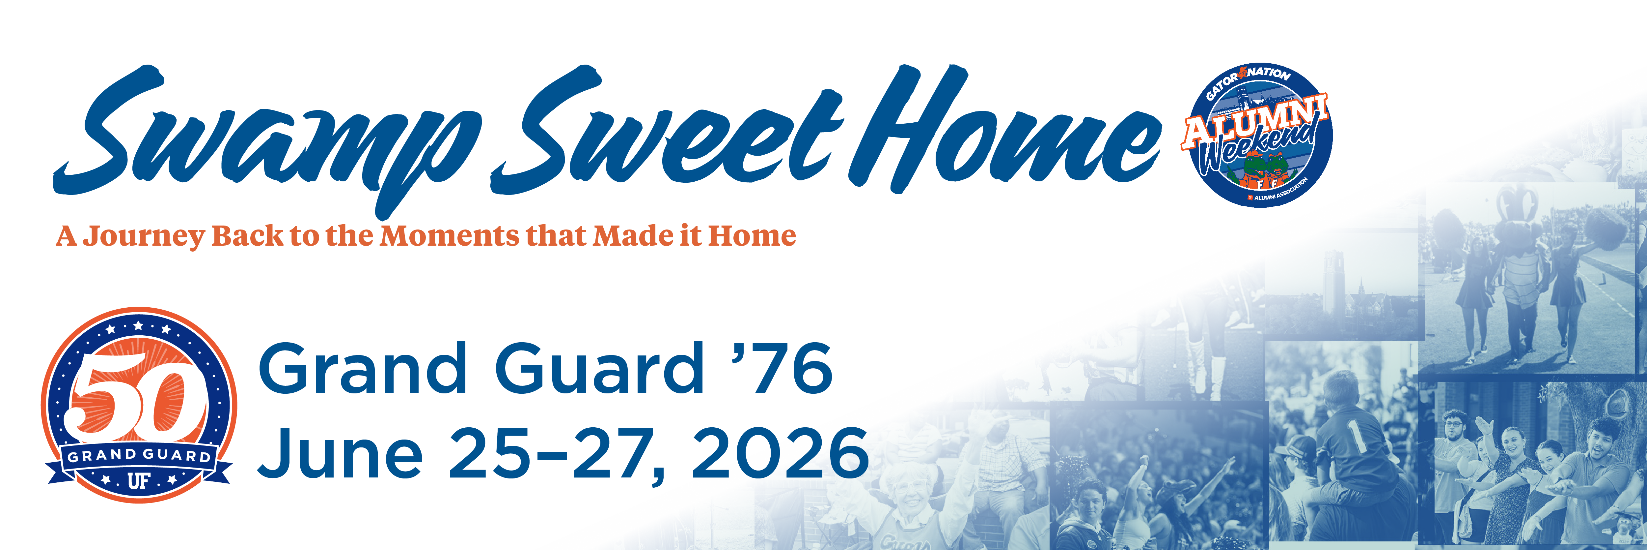 Swamp Sweet Home
GATOR NATION
ALUMNI
Weekend
ALUMNI ASSOCIATION
A Journey Back to the Moments that Made it Home
50
GRAND GUARD
UF
Grand Guard ’76
June 25–27, 2026
1